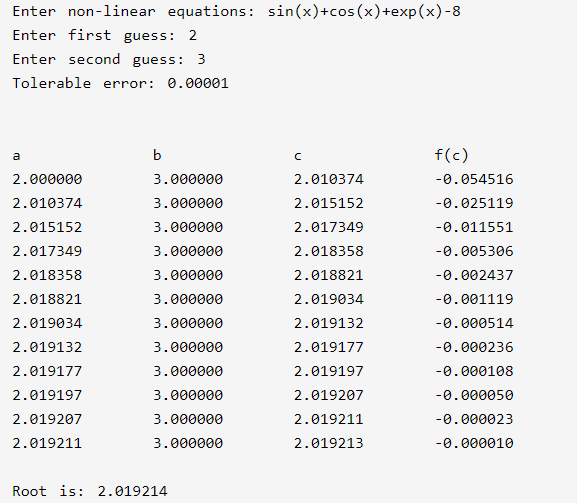 Enter non-linear equations: sin(x)+cos(x)+exp(x)-8
Enter first guess: 2
Enter second guess: 3
Tolerable error: 0.00001
a b c f(c)
2.000000 3.000000 2.010374 -0.054516
2.010374 3.000000 2.015152 -0.025119
2.015152 3.000000 2.017349 -0.011551
2.017349 3.000000 2.018358 -0.005306
2.018358 3.000000 2.018821 -0.002437
2.018821 3.000000 2.019034 -0.001119
2.019034 3.000000 2.019132 -0.000514
2.019132 3.000000 2.019177 -0.000236
2.019177 3.000000 2.019197 -0.000108
2.019197 3.000000 2.019207 -0.000050
2.019207 3.000000 2.019211 -0.000023
2.019211 3.000000 2.019213 -0.000010
Root is: 2.019214